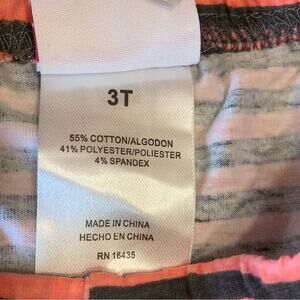 3T
55% COTTON/ALGODON
41% POLYESTER/POLIESTER
4% SPANDEX
MADE IN CHINA
HECHO EN CHINA
RN 16435